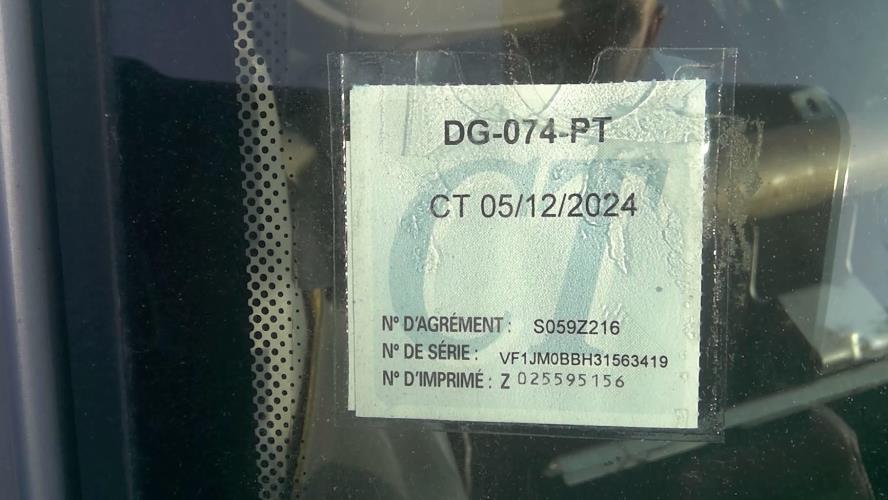 DG-074-PT
CT 05/12/2024
CT
N° D'AGRÉMENT : S059Z216
N° DE SÉRIE : VF1JM0BBH31563419
N° D'IMPRIMÉ : Z 025595156